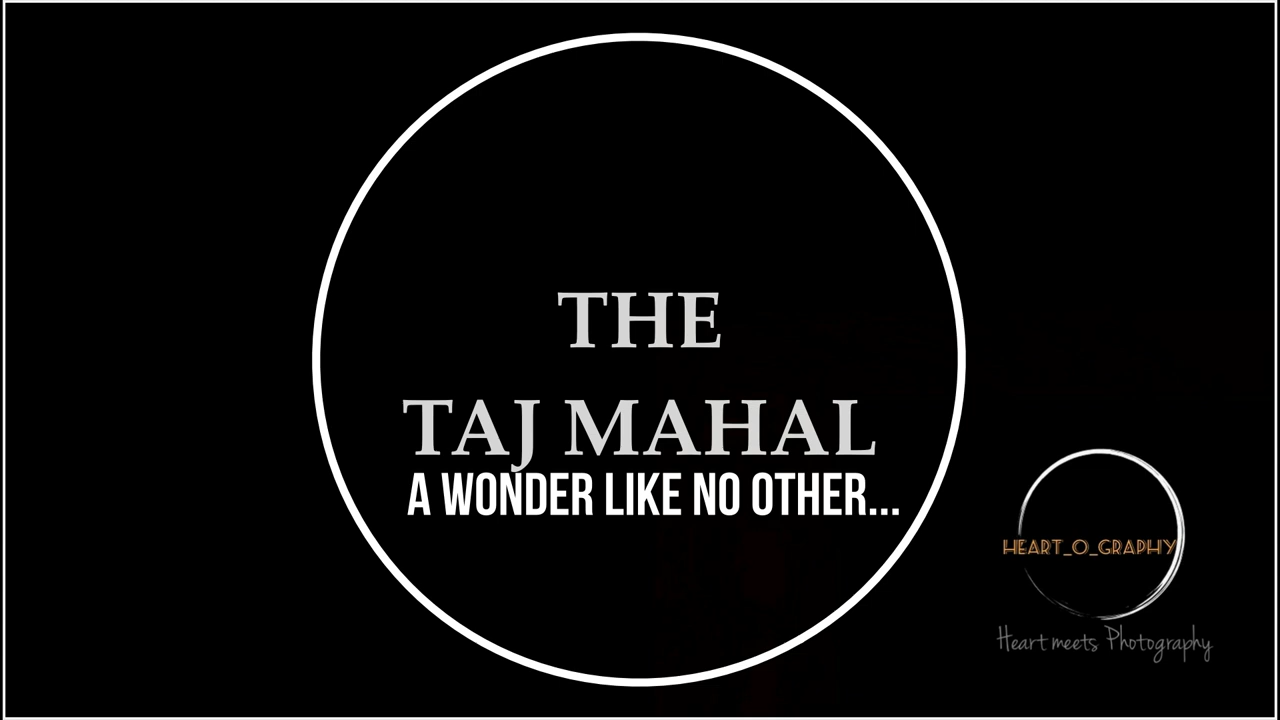 THE
TAJ MAHAL
A WONDER LIKE NO OTHER...
HEART_O_GRAPHY
Heart meets Photography